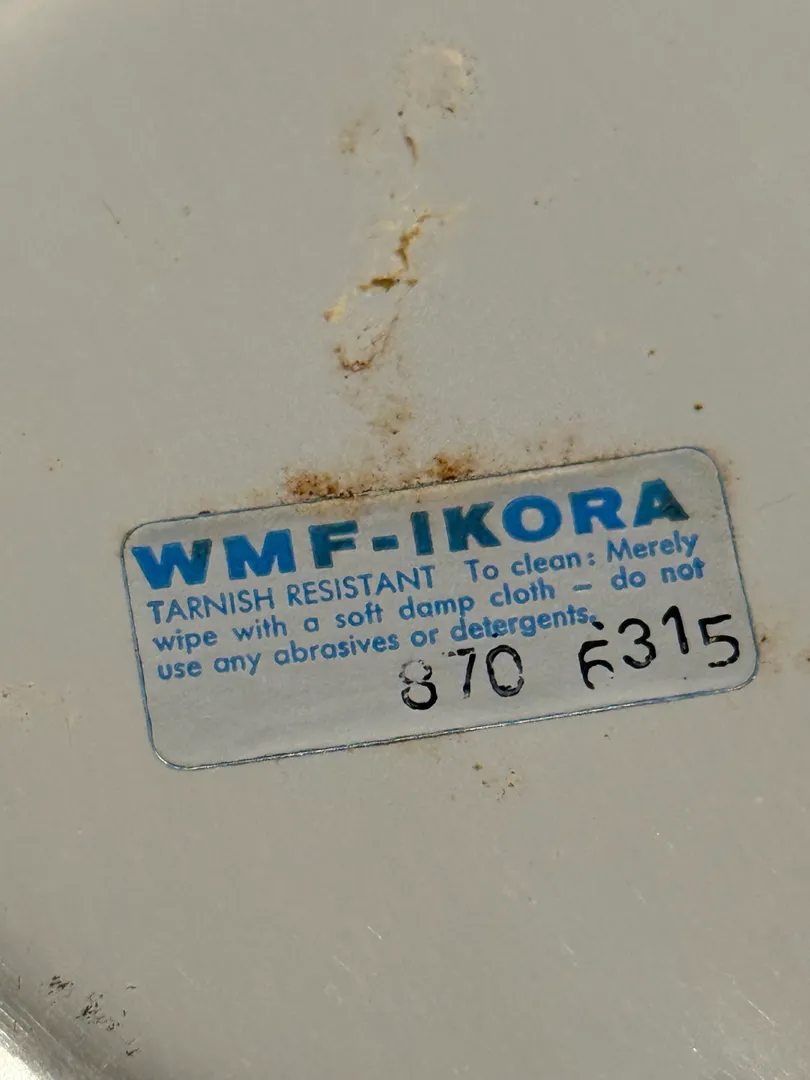 WMF-IKORA
TARNISH RESISTANT To clean: Merely
wipe with a soft damp cloth – do not
use any abrasives or detergents.
870 6315